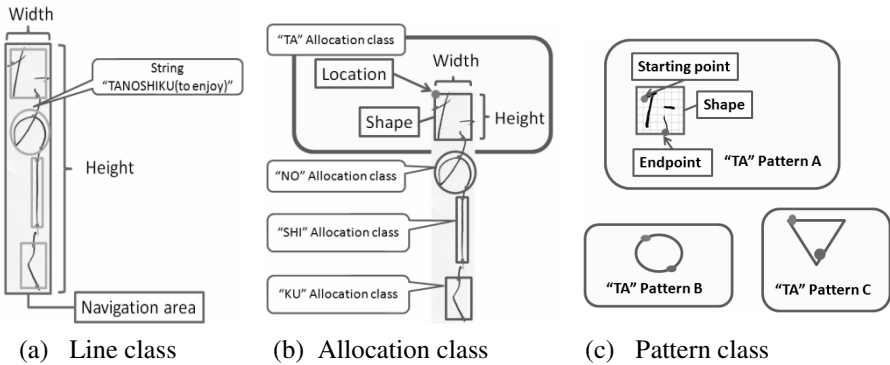 Width
String
"TANOSHIKU(to enjoy)"
Height
Navigation area
(a) Line class
"TA" Allocation class
Width
Location
Shape
Height
"NO" Allocation class
"SHI" Allocation class
"KU" Allocation class
(b) Allocation class
Starting point
Shape
Endpoint
"TA" Pattern A
"TA" Pattern B
"TA" Pattern C
(c) Pattern class